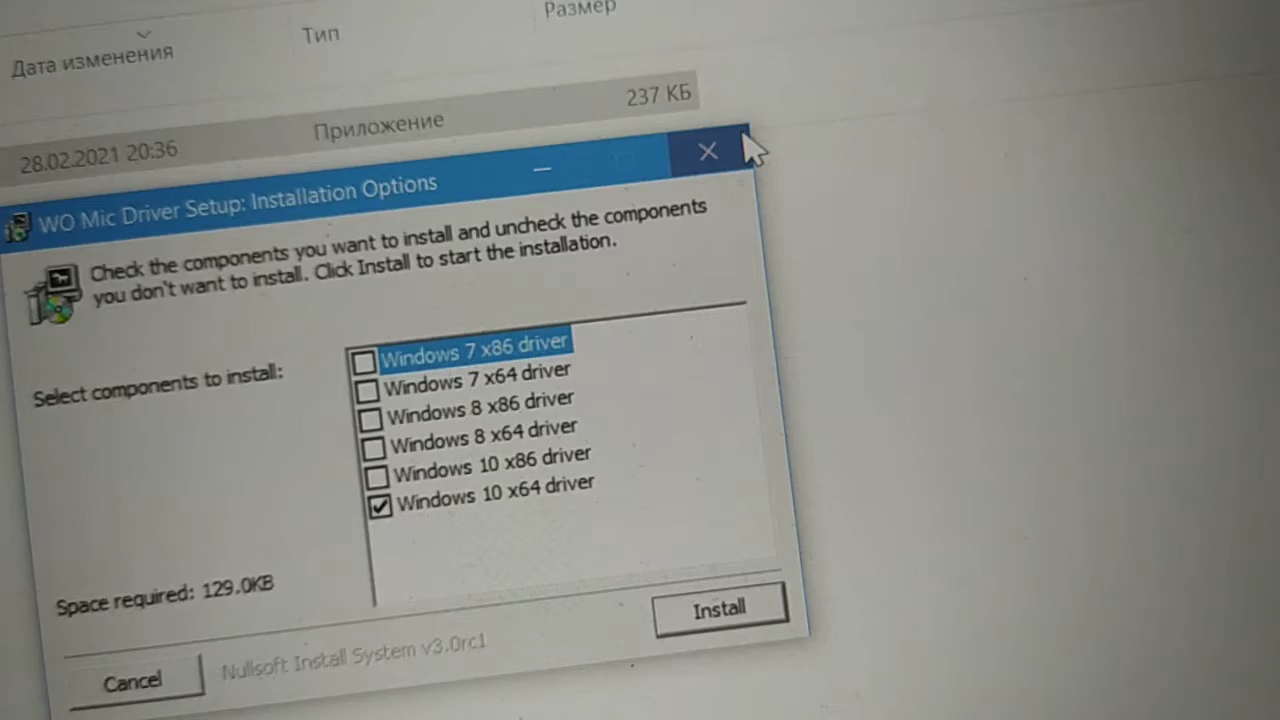 Дата изменения
Тип
Размер
28.02.2021 20:36
Приложение
237 КБ
WO Mic Driver Setup: Installation Options
Check the components you want to install and uncheck the components
you don't want to install. Click Install to start the installation.
Select components to install:
Windows 7 x86 driver
Windows 7 x64 driver
Windows 8 x86 driver
Windows 8 x64 driver
Windows 10 x86 driver
Windows 10 x64 driver
Space required: 129.0KB
Nullsoft Install System v3.0rc1
Cancel
Install